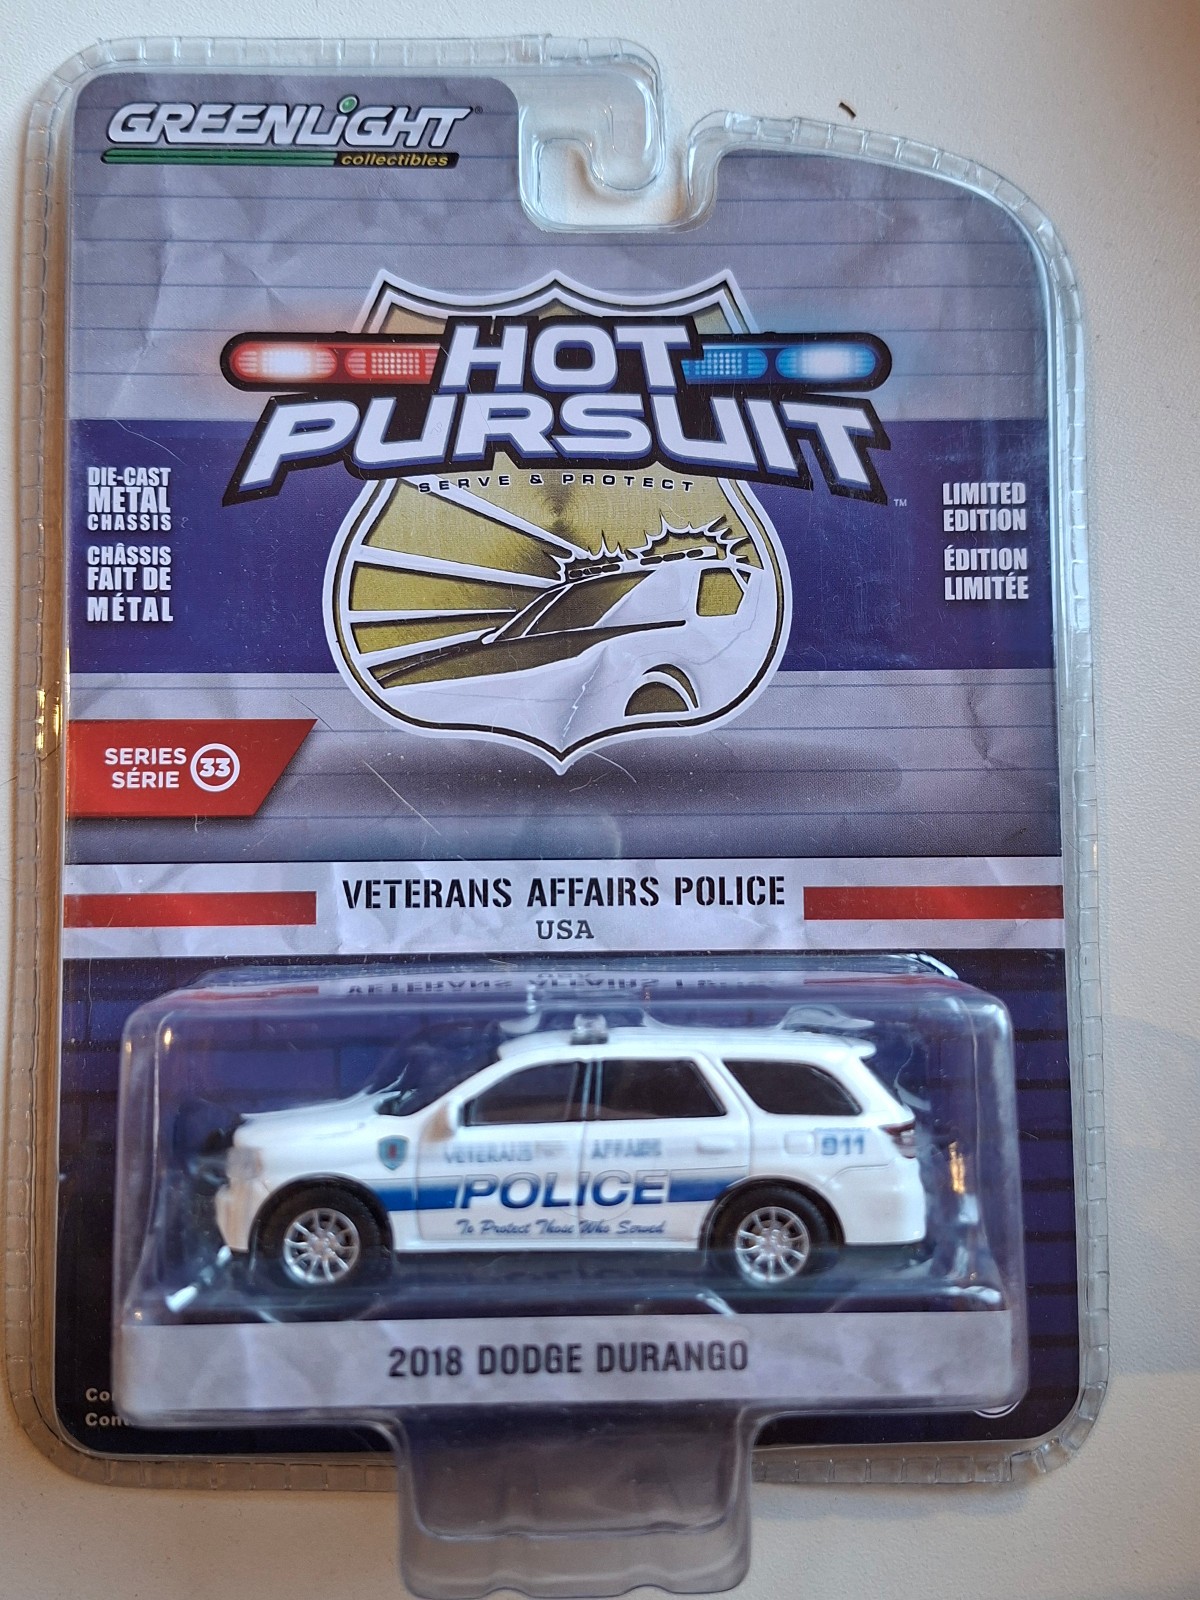 GREENLiGHT®
collectibles
HOT
PURSUIT
SERVE & PROTECT
™
DIE-CAST
METAL
CHASSIS
CHÂSSIS
FAIT DE
MÉTAL
LIMITED
EDITION
ÉDITION
LIMITÉE
SERIES
SÉRIE
33
VETERANS AFFAIRS POLICE
USA
VETERANS AFFAIRS
911
POLICE
To Protect Those Who Served
2018 DODGE DURANGO